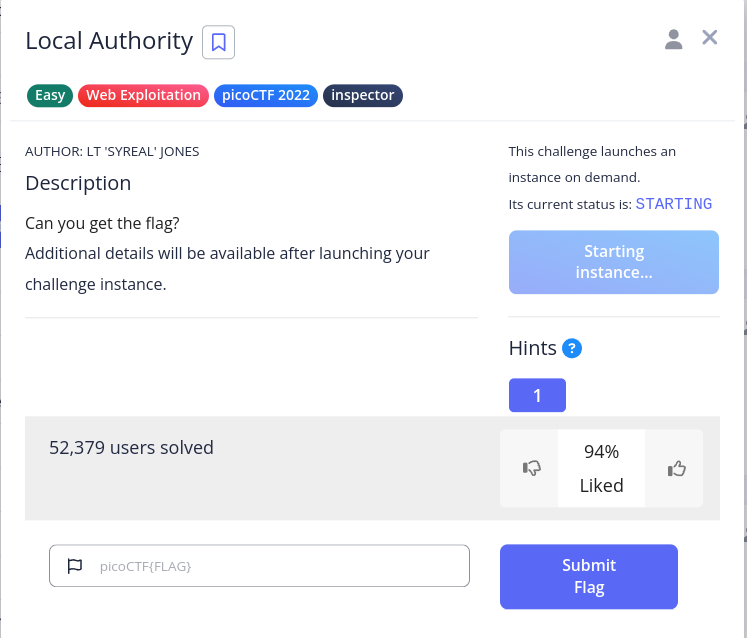 Local Authority
Easy Web Exploitation picoCTF 2022 inspector
AUTHOR: LT 'SYREAL' JONES
Description
Can you get the flag?
Additional details will be available after launching your
challenge instance.
This challenge launches an
instance on demand.
Its current status is: STARTING
Starting
instance...
Hints ?
1
52,379 users solved
94%
Liked
picoCTF{FLAG}
Submit
Flag